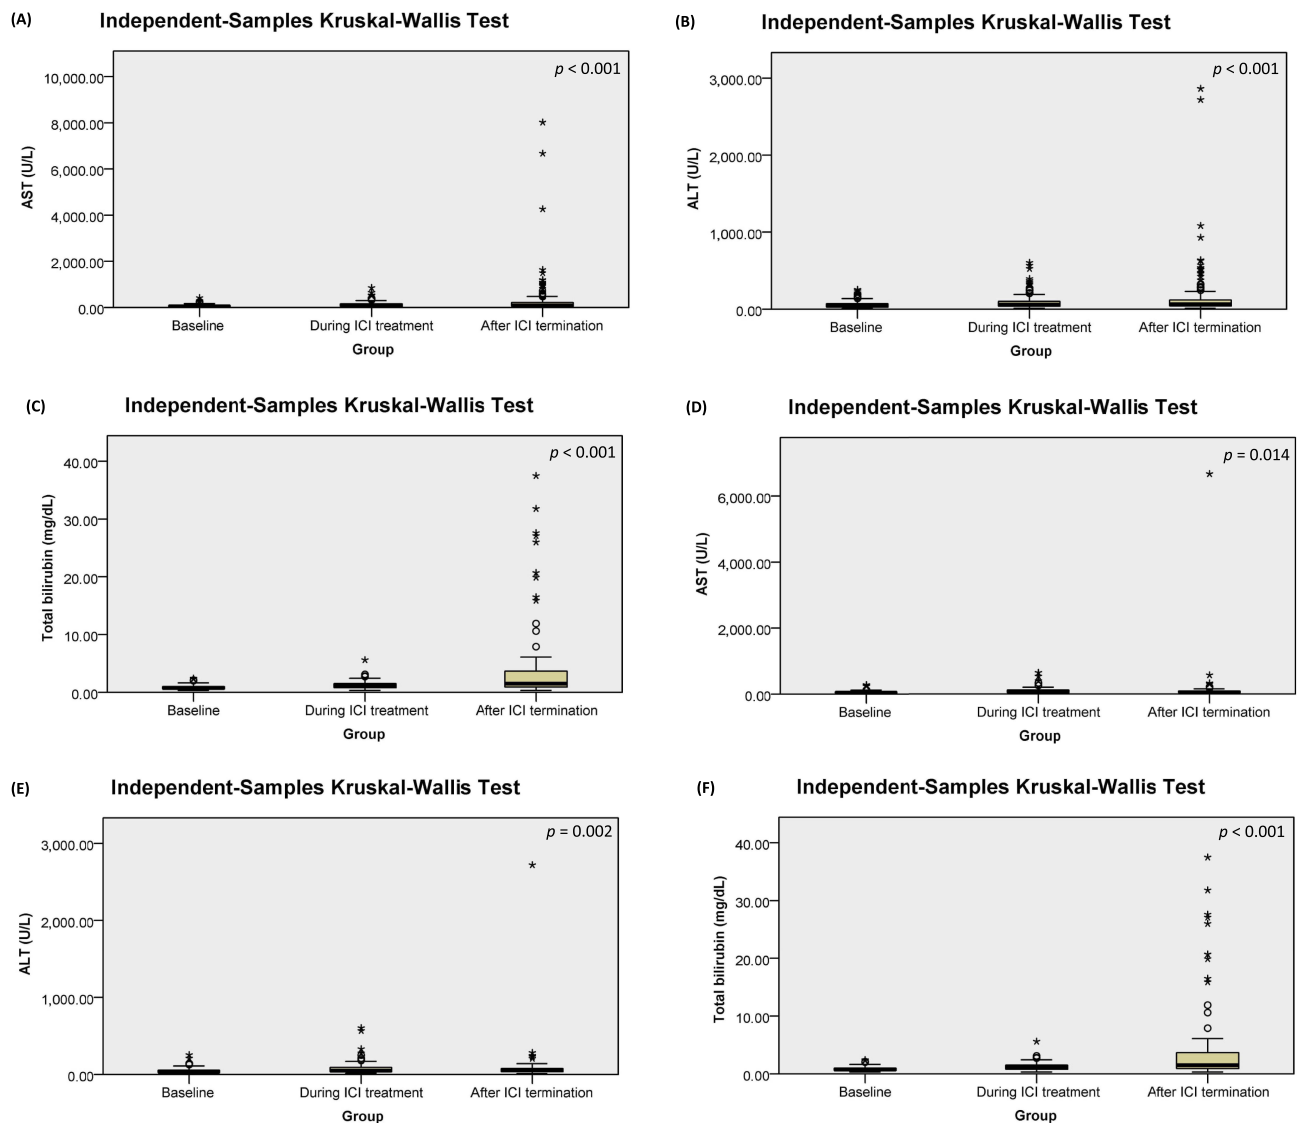 (A)
Independent-Samples Kruskal-Wallis Test
p < 0.001
10,000.00
8,000.00
6,000.00
4,000.00
2,000.00
0.00
AST (U/L)
Baseline
During ICI treatment
After ICI termination
Group
(B)
Independent-Samples Kruskal-Wallis Test
p < 0.001
3,000.00
2,000.00
1,000.00
0.00
ALT (U/L)
Baseline
During ICI treatment
After ICI termination
Group
(C)
Independent-Samples Kruskal-Wallis Test
p < 0.001
40.00
30.00
20.00
10.00
0.00
Total bilirubin (mg/dL)
Baseline
During ICI treatment
After ICI termination
Group
(D)
Independent-Samples Kruskal-Wallis Test
p = 0.014
6,000.00
4,000.00
2,000.00
0.00
AST (U/L)
Baseline
During ICI treatment
After ICI termination
Group
(E)
Independent-Samples Kruskal-Wallis Test
p = 0.002
3,000.00
2,000.00
1,000.00
0.00
ALT (U/L)
Baseline
During ICI treatment
After ICI termination
Group
(F)
Independent-Samples Kruskal-Wallis Test
p < 0.001
40.00
30.00
20.00
10.00
0.00
Total bilirubin (mg/dL)
Baseline
During ICI treatment
After ICI termination
Group